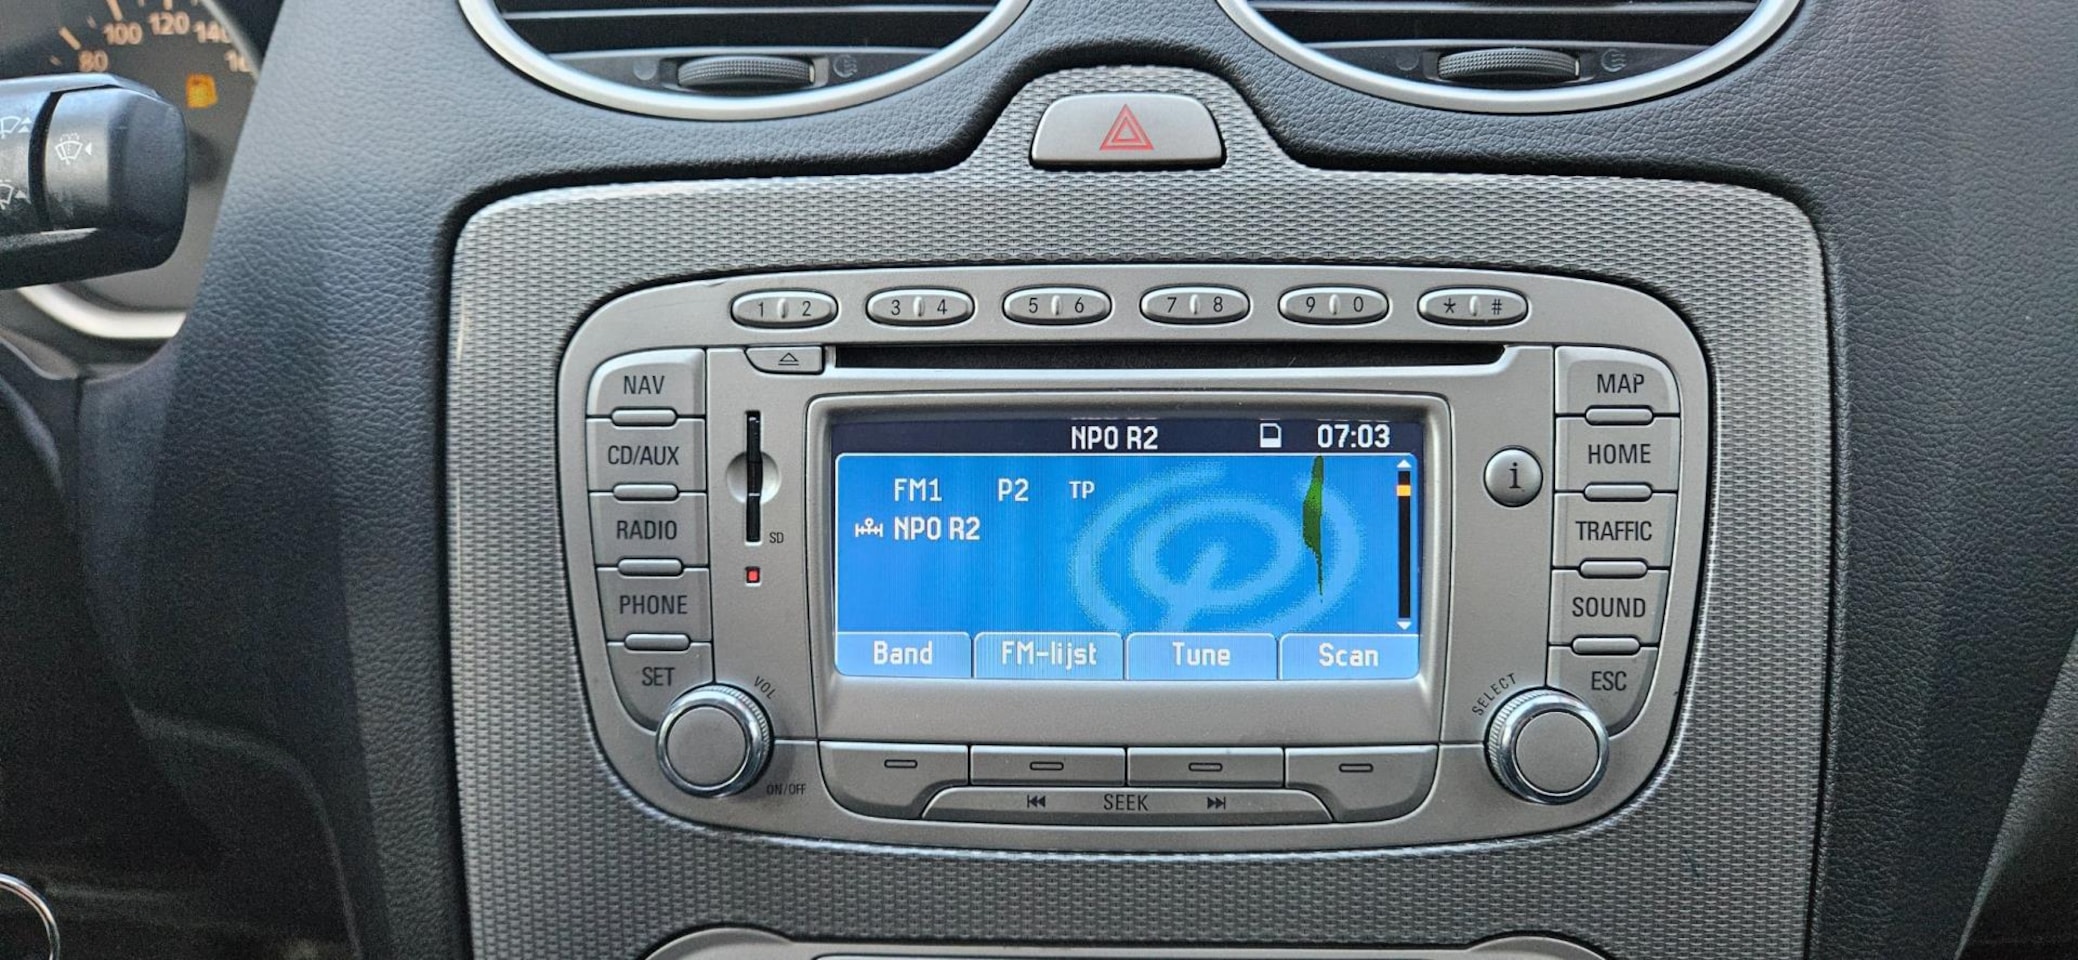 80 100 120
1 2 3 4 5 6 7 8 9 0 * #
NAV
MAP
NPO R2 07:03
CD/AUX
HOME
FM1 P2 TP
i
NPO R2
RADIO
SD
TRAFFIC
PHONE
SOUND
Band FM-lijst Tune Scan
SET
VOL
SELECT
ESC
ON/OFF
SEEK